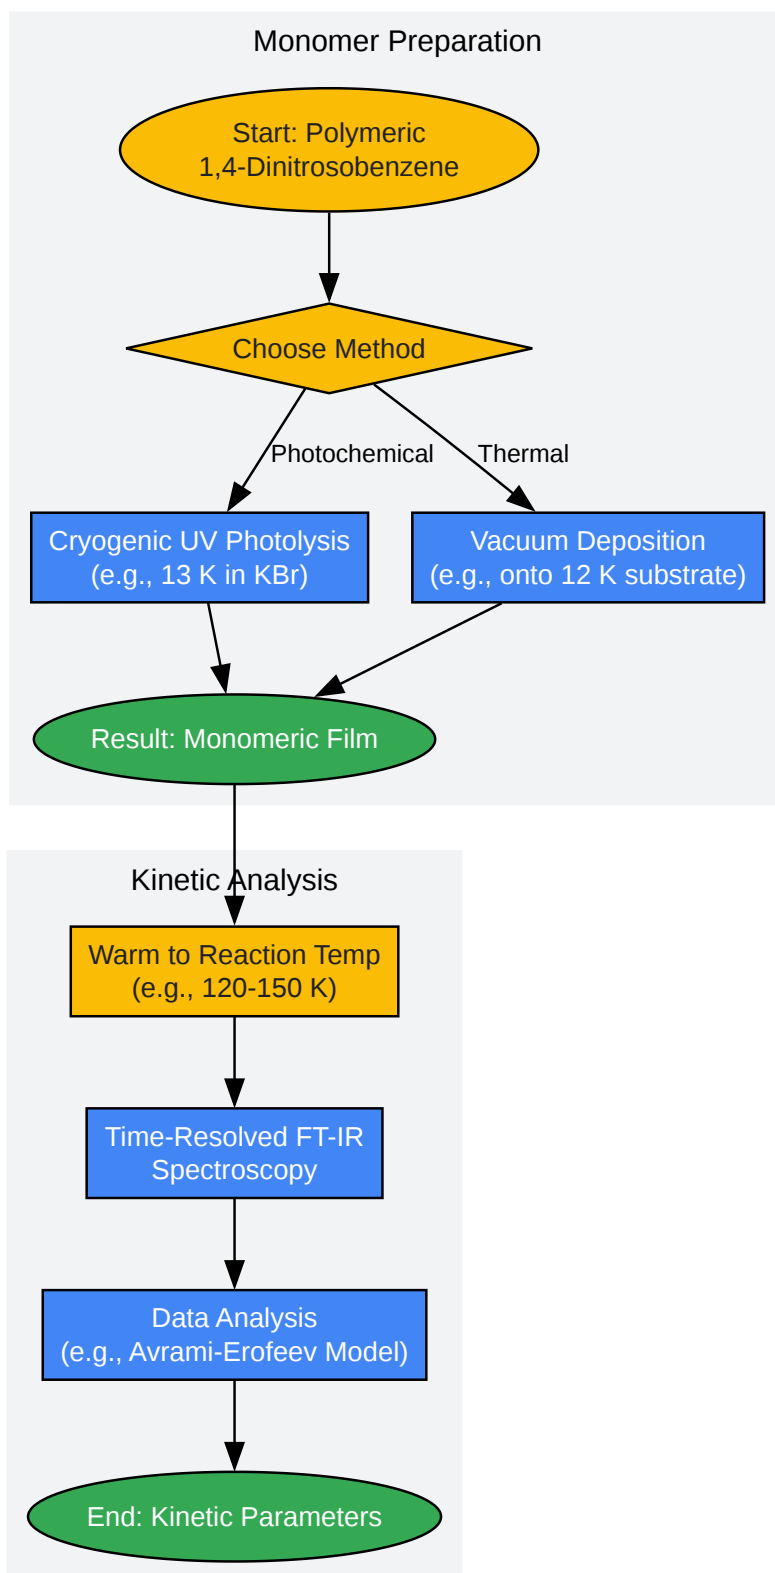 Monomer Preparation
Start: Polymeric
1,4-Dinitrosobenzene
Choose Method
Photochemical
Thermal
Cryogenic UV Photolysis
(e.g., 13 K in KBr)
Vacuum Deposition
(e.g., onto 12 K substrate)
Result: Monomeric Film
Kinetic Analysis
Warm to Reaction Temp
(e.g., 120-150 K)
Time-Resolved FT-IR
Spectroscopy
Data Analysis
(e.g., Avrami-Erofeev Model)
End: Kinetic Parameters